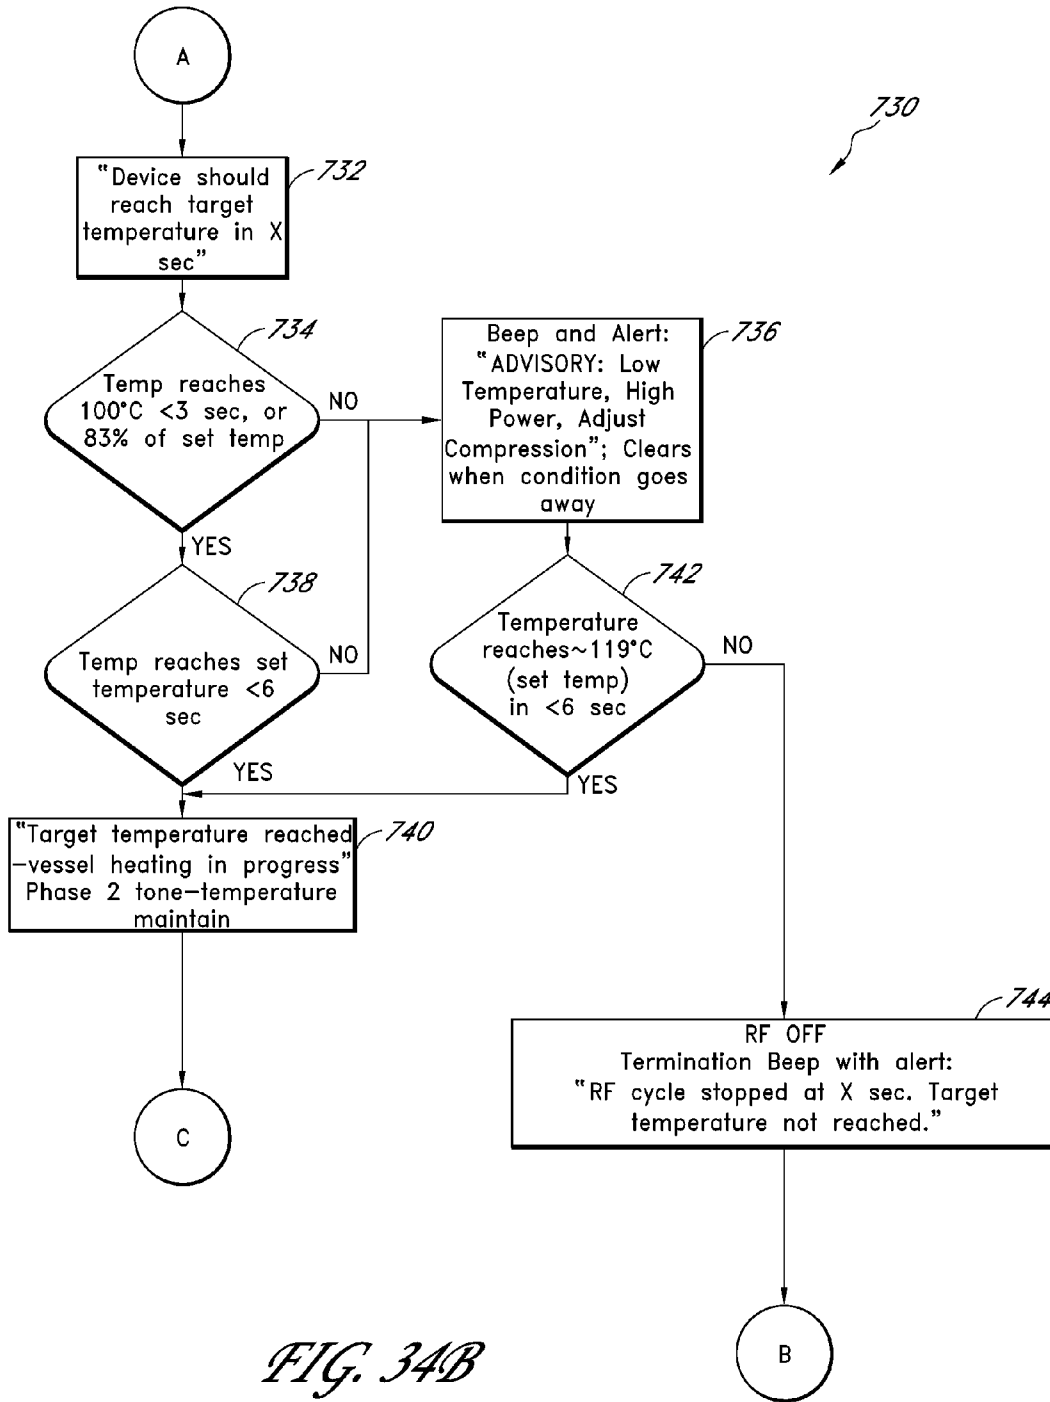 A
730
"Device should
reach target
temperature in X
sec"
732
734
Temp reaches
100°C <3 sec, or
83% of set temp
NO
YES
Beep and Alert:
"ADVISORY: Low
Temperature, High
Power, Adjust
Compression"; Clears
when condition goes
away
736
738
Temp reaches set
temperature <6
sec
NO
YES
742
Temperature
reaches~119°C
(set temp)
in <6 sec
NO
YES
"Target temperature reached
-vessel heating in progress"
Phase 2 tone-temperature
maintain
740
744
RF OFF
Termination Beep with alert:
"RF cycle stopped at X sec. Target
temperature not reached."
C
B
FIG. 34B